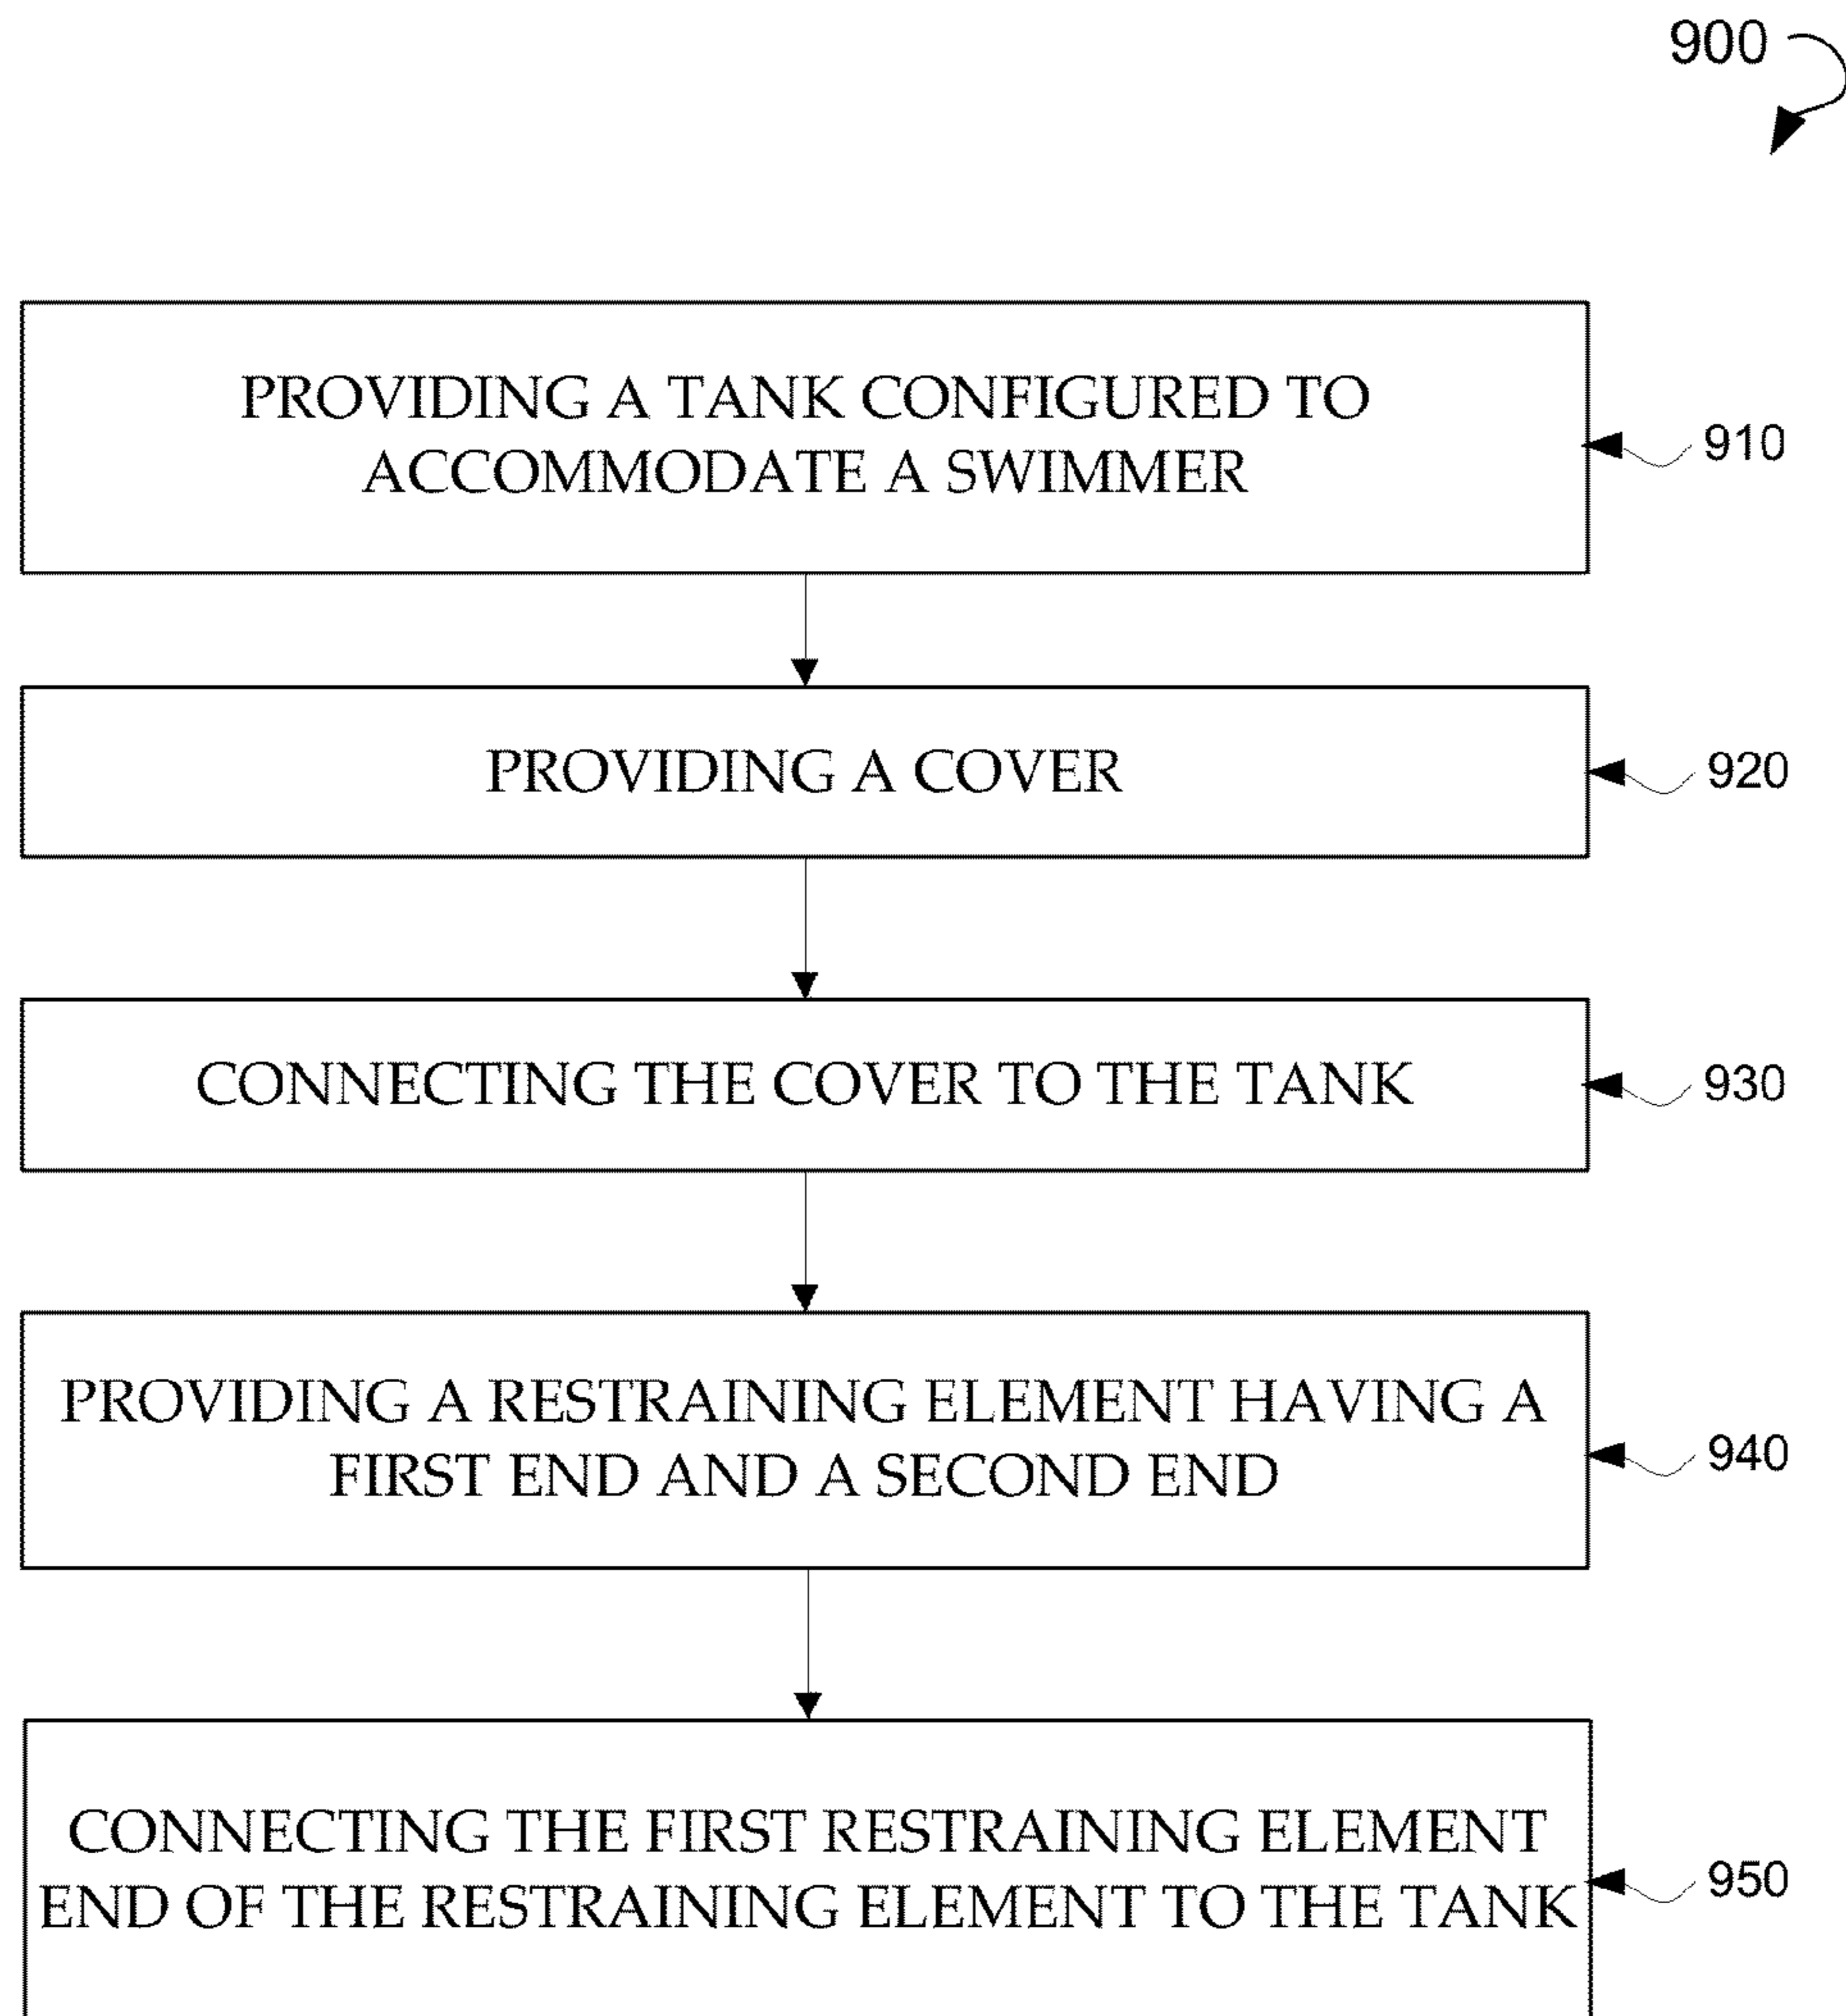 900
PROVIDING A TANK CONFIGURED TO
ACCOMMODATE A SWIMMER
910
PROVIDING A COVER
920
CONNECTING THE COVER TO THE TANK
930
PROVIDING A RESTRAINING ELEMENT HAVING A
FIRST END AND A SECOND END
940
CONNECTING THE FIRST RESTRAINING ELEMENT
END OF THE RESTRAINING ELEMENT TO THE TANK
950